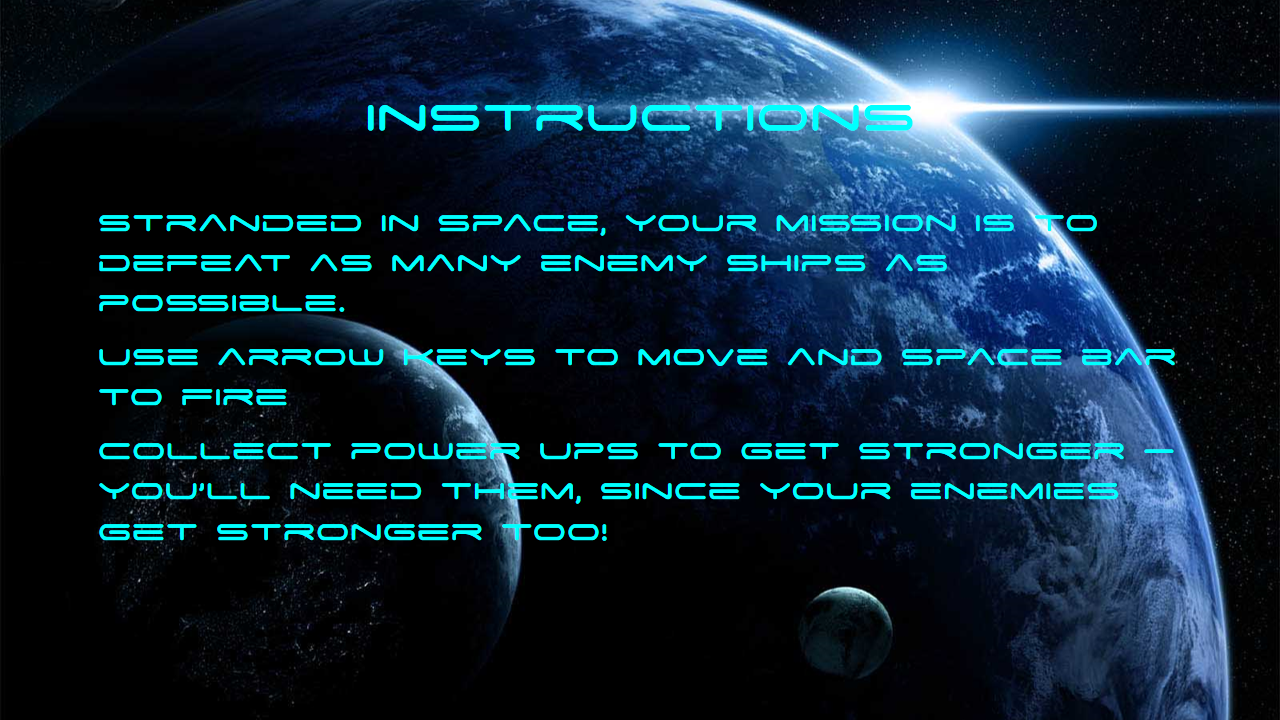 INSTRUCTIONS
STRANDED IN SPACE, YOUR MISSION IS TO
DEFEAT AS MANY ENEMY SHIPS AS
POSSIBLE.
USE ARROW KEYS TO MOVE AND SPACE BAR
TO FIRE
COLLECT POWER UPS TO GET STRONGER –
YOU'LL NEED THEM, SINCE YOUR ENEMIES
GET STRONGER TOO!